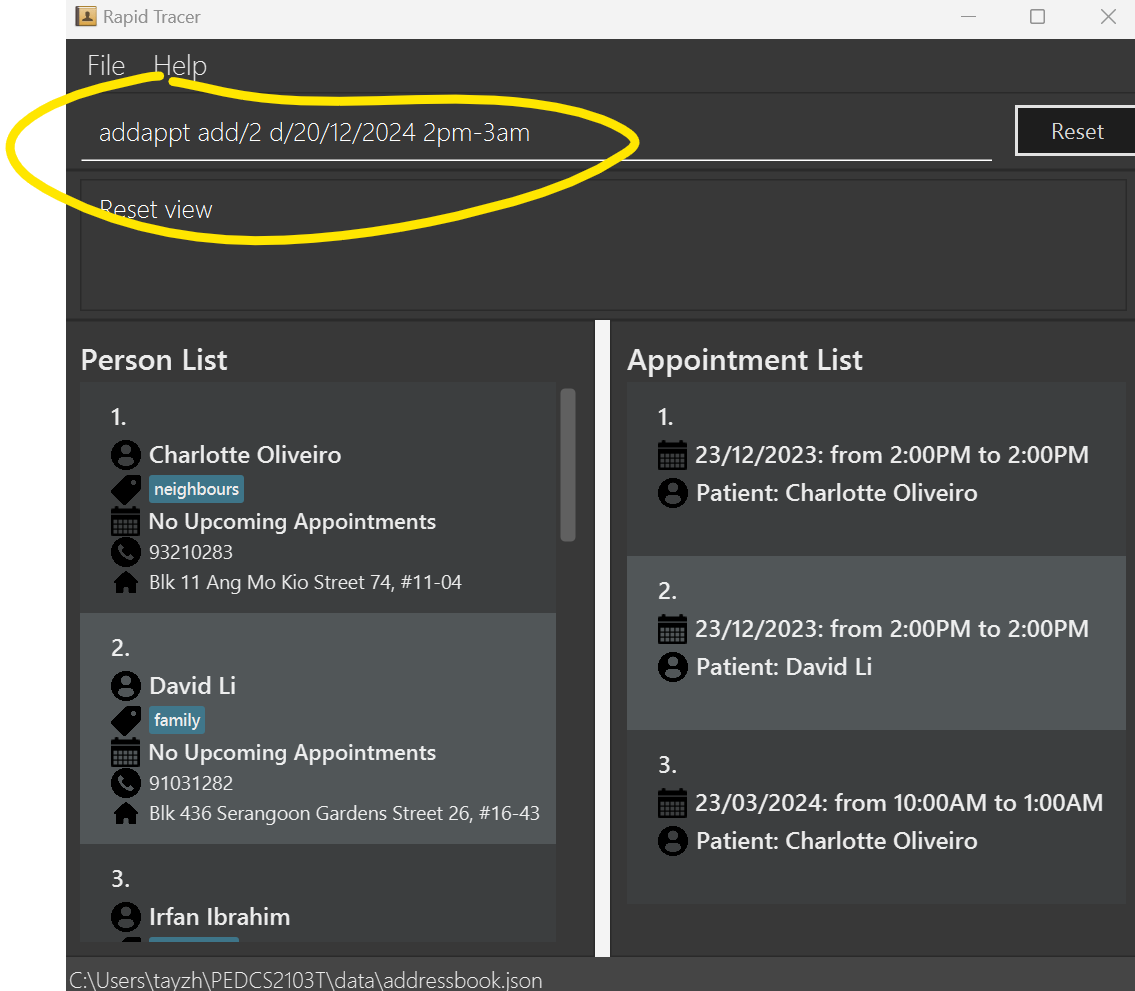 Rapid Tracer
File Help
addappt add/2 d/20/12/2024 2pm-3am
Reset
Reset view
Person List
1.
Charlotte Oliveiro
neighbours
No Upcoming Appointments
93210283
Blk 11 Ang Mo Kio Street 74, #11-04
2.
David Li
family
No Upcoming Appointments
91031282
Blk 436 Serangoon Gardens Street 26, #16-43
3.
Irfan Ibrahim
Appointment List
1.
23/12/2023: from 2:00PM to 2:00PM
Patient: Charlotte Oliveiro
2.
23/12/2023: from 2:00PM to 2:00PM
Patient: David Li
3.
23/03/2024: from 10:00AM to 1:00AM
Patient: Charlotte Oliveiro
C:\Users\tayzh\PEDCS2103T\data\addressbook.json